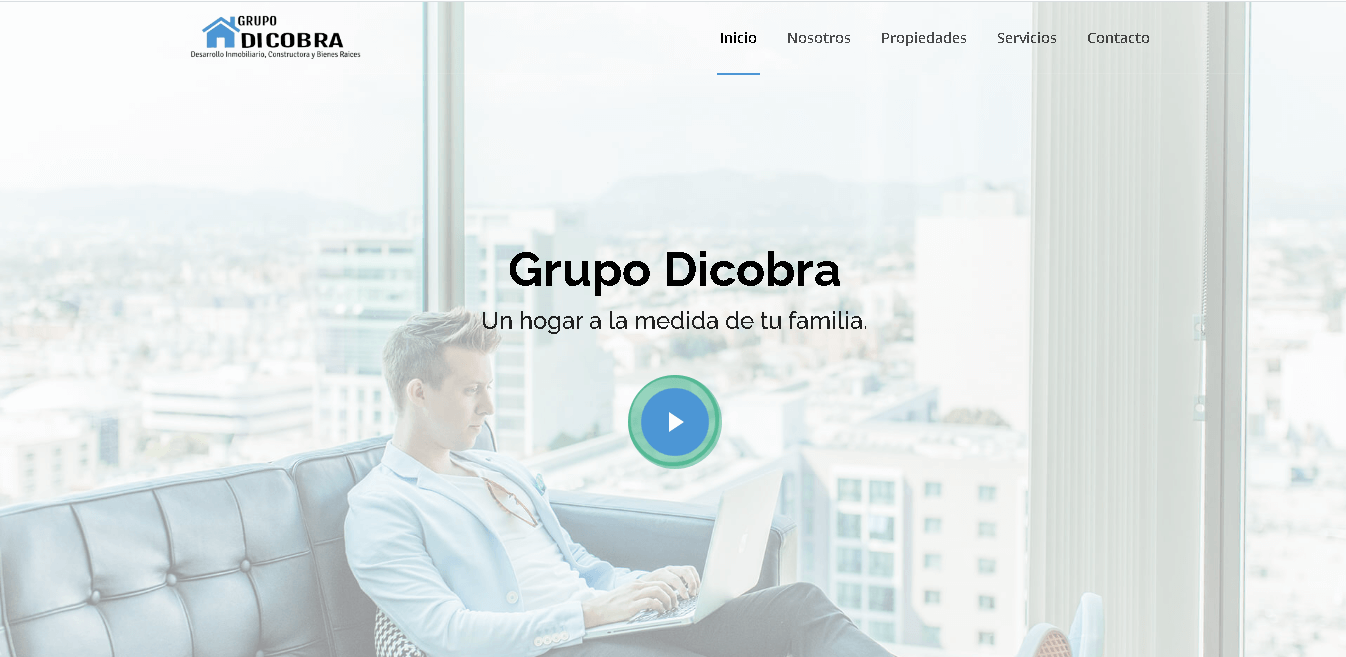 GRUPO
DICOBRA
Desarrollo Inmobiliario, Constructora y Bienes Raices
Inicio Nosotros Propiedades Servicios Contacto
Grupo Dicobra
Un hogar a la medida de tu familia.